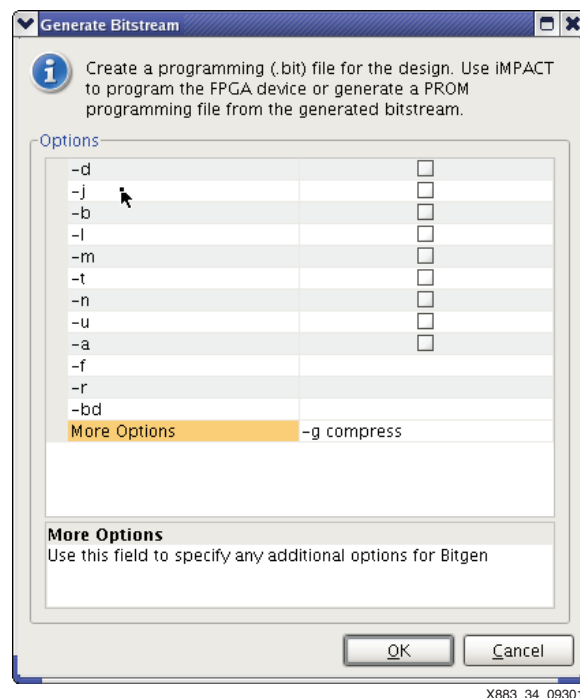 Generate Bitstream
Create a programming (.bit) file for the design. Use iMPACT
to program the FPGA device or generate a PROM
programming file from the generated bitstream.
Options
-d
-j
-b
-l
-m
-t
-n
-u
-a
-f
-r
-bd
More Options -g compress
More Options
Use this field to specify any additional options for Bitgen
OK Cancel